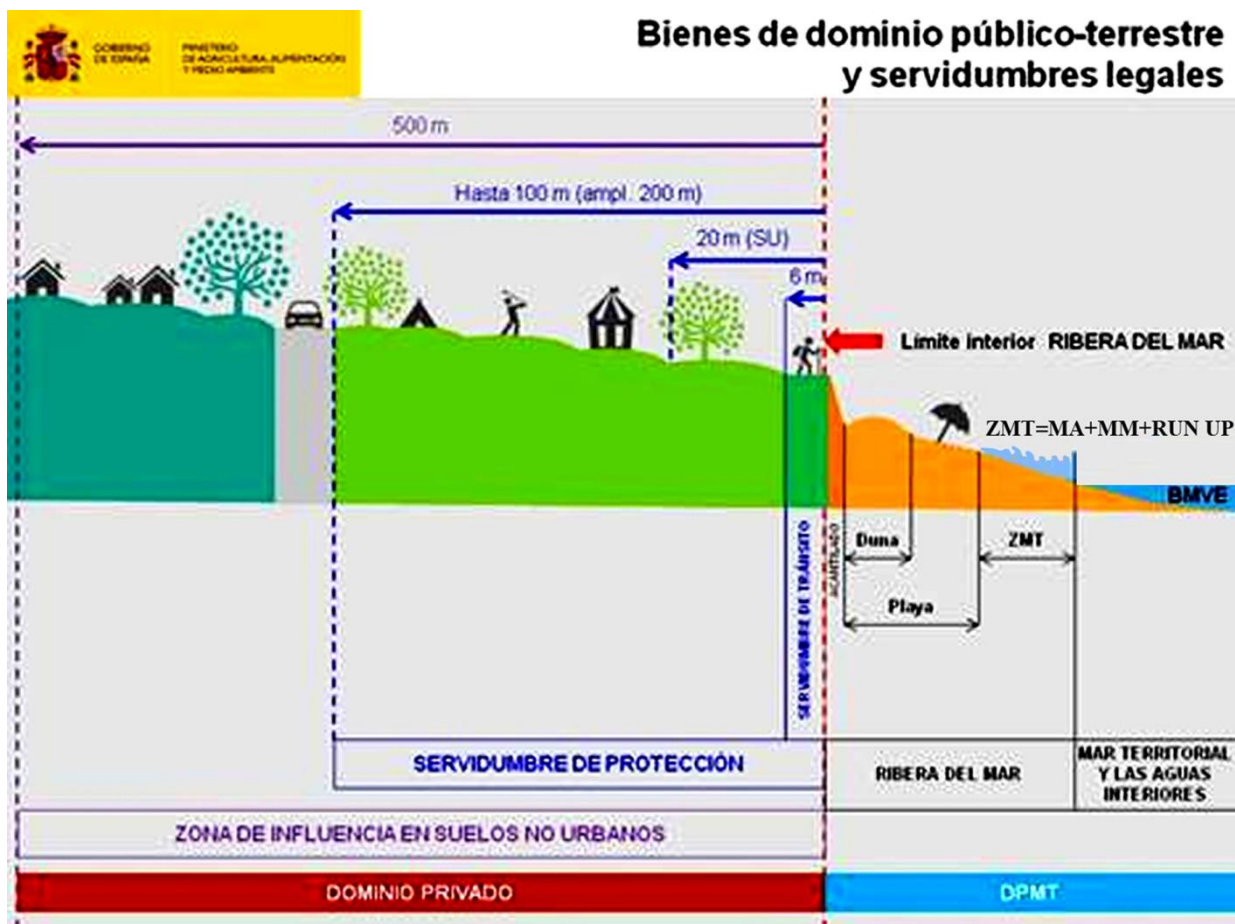 GOBIERNO
DE ESPAÑA
MINISTERIO
DE AGRICULTURA, ALIMENTACIÓN
Y MEDIO AMBIENTE
Bienes de dominio público-terrestre
y servidumbres legales
500 m
Hasta 100 m (ampl. 200 m)
20 m (SU)
6 m
Límite interior RIBERA DEL MAR
ZMT=MA+MM+RUN UP
BMVE
Duna
ZMT
Playa
ACANTILADO
SERVIDUMBRE DE TRÁNSITO
SERVIDUMBRE DE PROTECCIÓN
RIBERA DEL MAR
MAR TERRITORIAL
Y LAS AGUAS
INTERIORES
ZONA DE INFLUENCIA EN SUELOS NO URBANOS
DOMINIO PRIVADO
DPMT